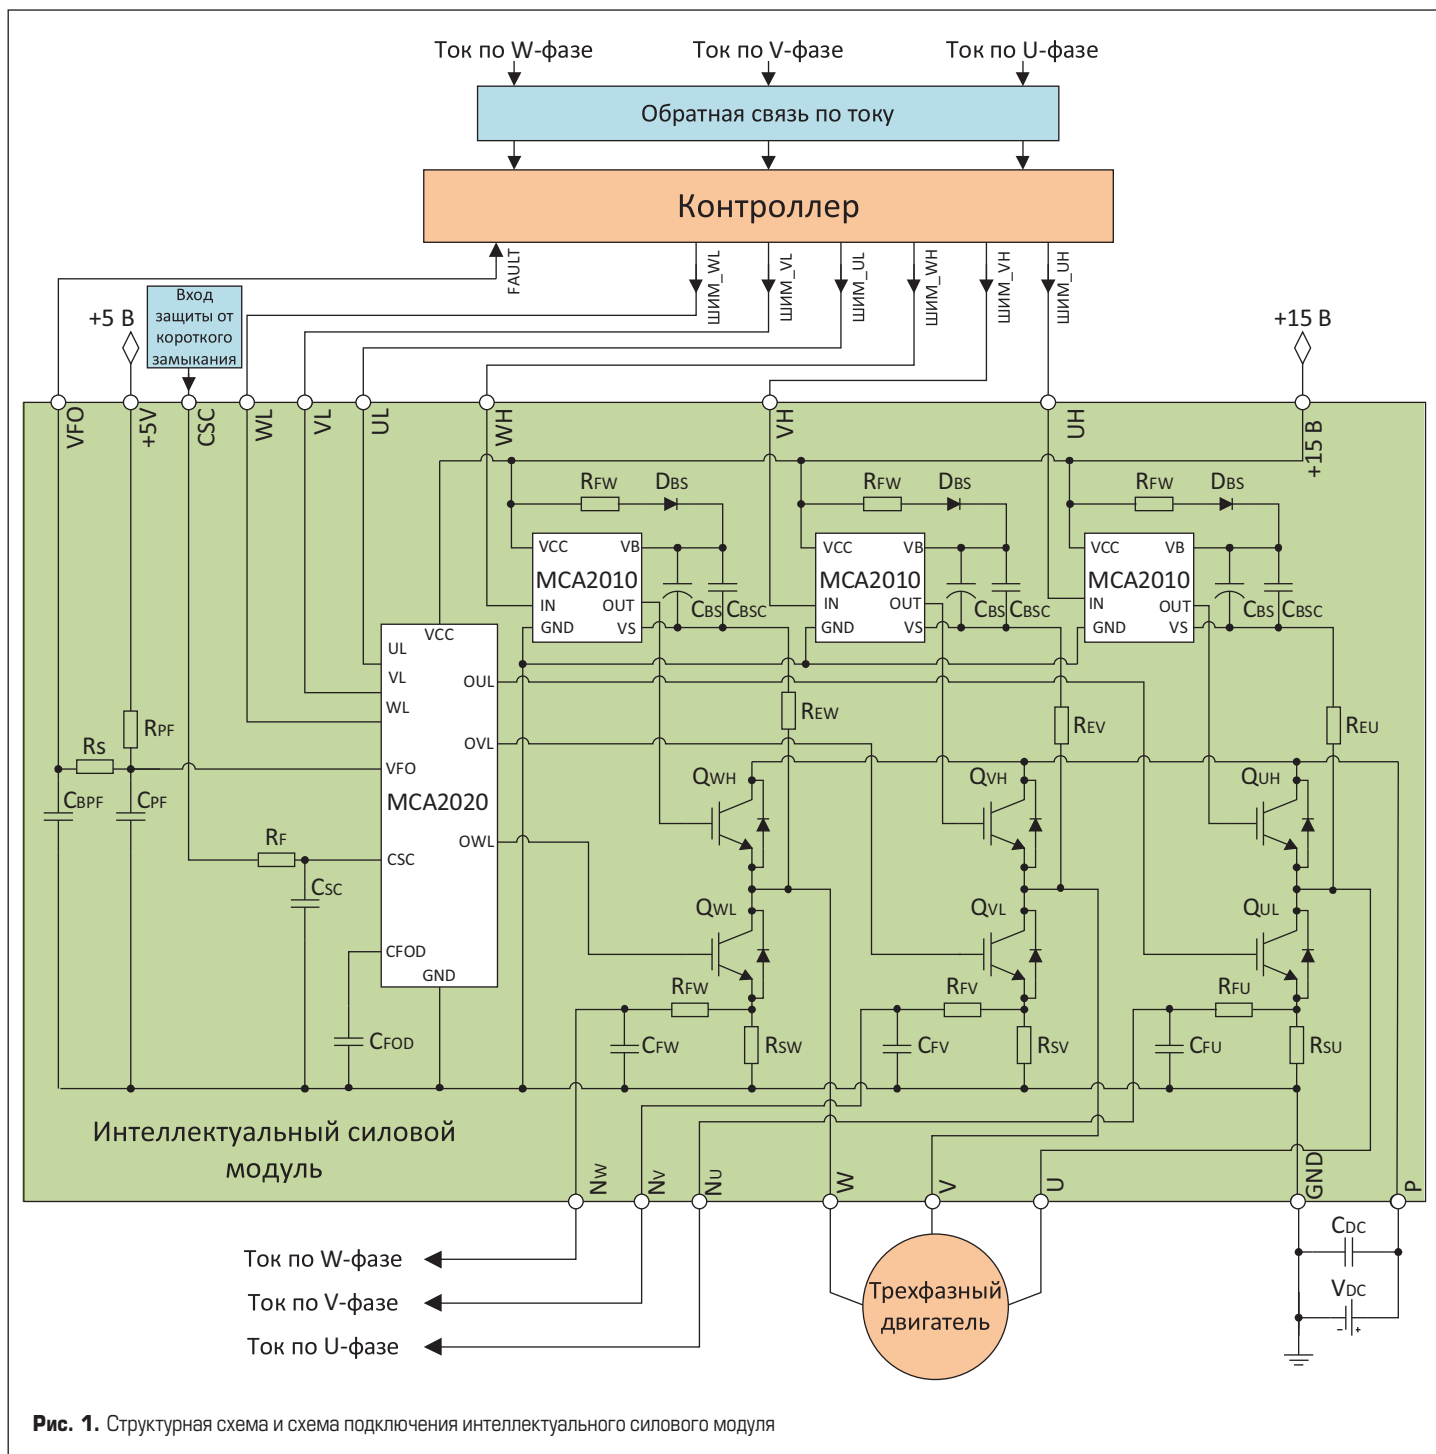 Ток по W-фазе
Ток по V-фазе
Ток по U-фазе
Обратная связь по току
Контроллер
FAULT
ШИМ_WL
ШИМ_VL
ШИМ_UL
ШИМ_WH
ШИМ_VH
ШИМ_UH
+5 В
Вход
защиты от
короткого
замыкания
+15 В
VFO
+5V
CSC
WL
VL
UL
WH
VH
UH
+15 В
RFW
DBS
RFW
DBS
RFW
DBS
VCC
VB
MCA2010
IN
OUT
GND
VS
CBS
CBSC
VCC
VB
MCA2010
IN
OUT
GND
VS
CBS
CBSC
VCC
VB
MCA2010
IN
OUT
GND
VS
CBS
CBSC
VCC
UL
VL
WL
OUL
OVL
VFO
MCA2020
OWL
CSC
CFOD
GND
RPF
RS
CBPF
CPF
RF
CSC
CFOD
REW
REV
REU
QWH
QVH
QUH
QWL
QVL
QUL
RFW
RFV
RFU
CFW
RSW
CFV
RSV
CFU
RSU
Интеллектуальный силовой
модуль
NW
NV
NU
W
V
U
GND
P
Ток по W-фазе
Ток по V-фазе
Ток по U-фазе
Трехфазный
двигатель
CDC
VDC
- +
Рис. 1. Структурная схема и схема подключения интеллектуального силового модуля